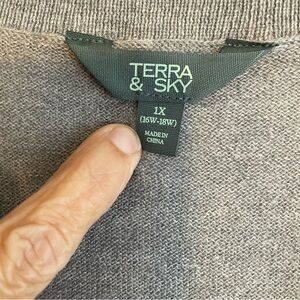 TERRA
& SKY
1X
(16W-18W)
MADE IN
CHINA